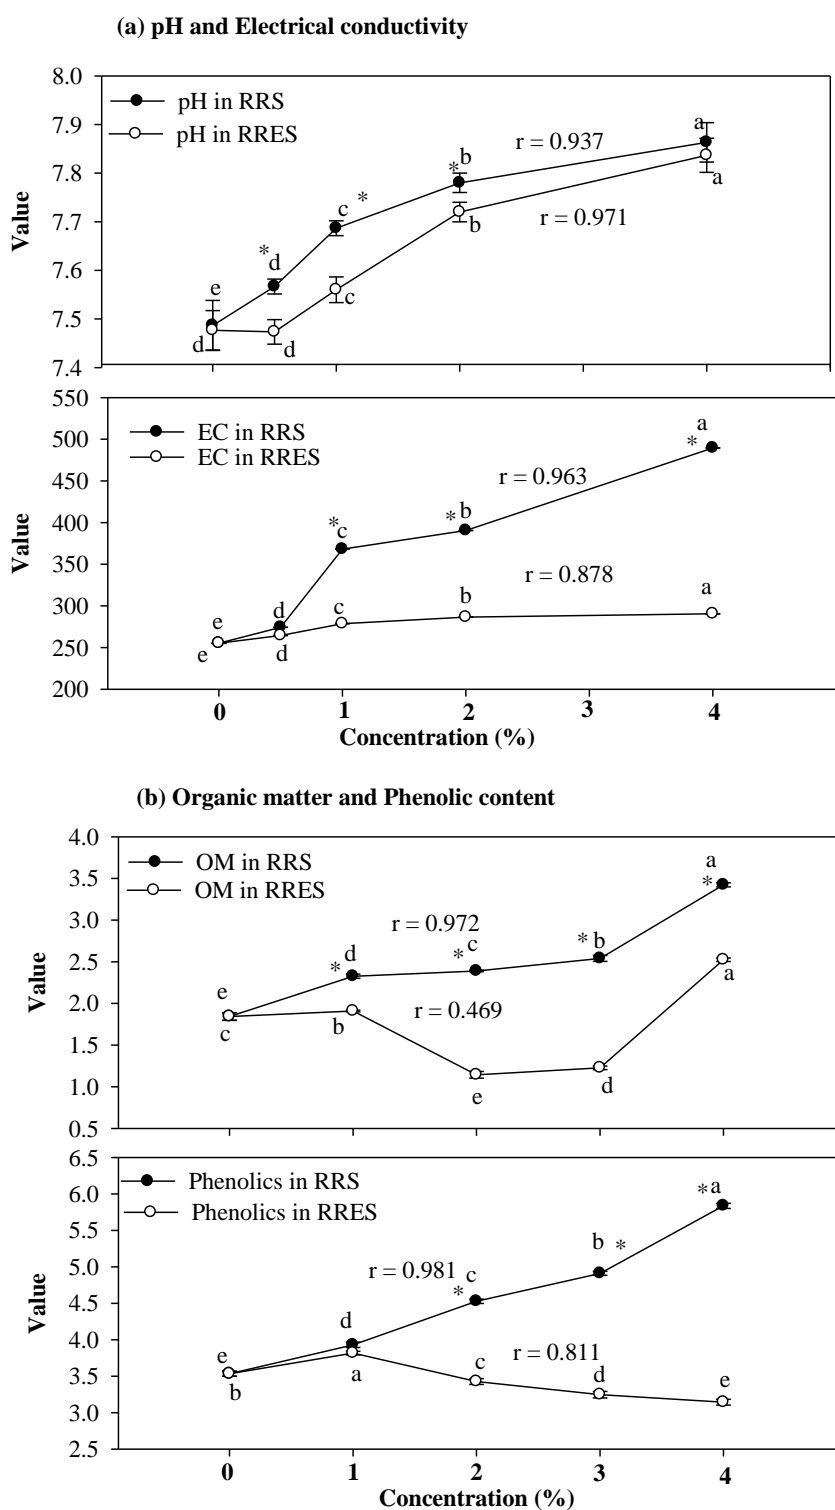 (a) pH and Electrical conductivity
8.0
7.9
7.8
7.7
7.6
7.5
7.4
Value
pH in RRS
pH in RRES
r = 0.937
r = 0.971
e
* d
c *
* b
a
d
d
c
b
a
550
500
450
400
350
300
250
200
Value
EC in RRS
EC in RRES
r = 0.963
r = 0.878
e
d
* c
* b
a
*
e
d
c
b
a
0 1 2 3 4
Concentration (%)
(b) Organic matter and Phenolic content
4.0
3.5
3.0
2.5
2.0
1.5
1.0
0.5
Value
OM in RRS
OM in RRES
r = 0.972
r = 0.469
e
* d
* c
* b
a
*
c
b
e
d
a
6.5
6.0
5.5
5.0
4.5
4.0
3.5
3.0
2.5
Value
Phenolics in RRS
Phenolics in RRES
r = 0.981
r = 0.811
e
d
* c
b *
* a
b
a
c
d
e
0 1 2 3 4
Concentration (%)